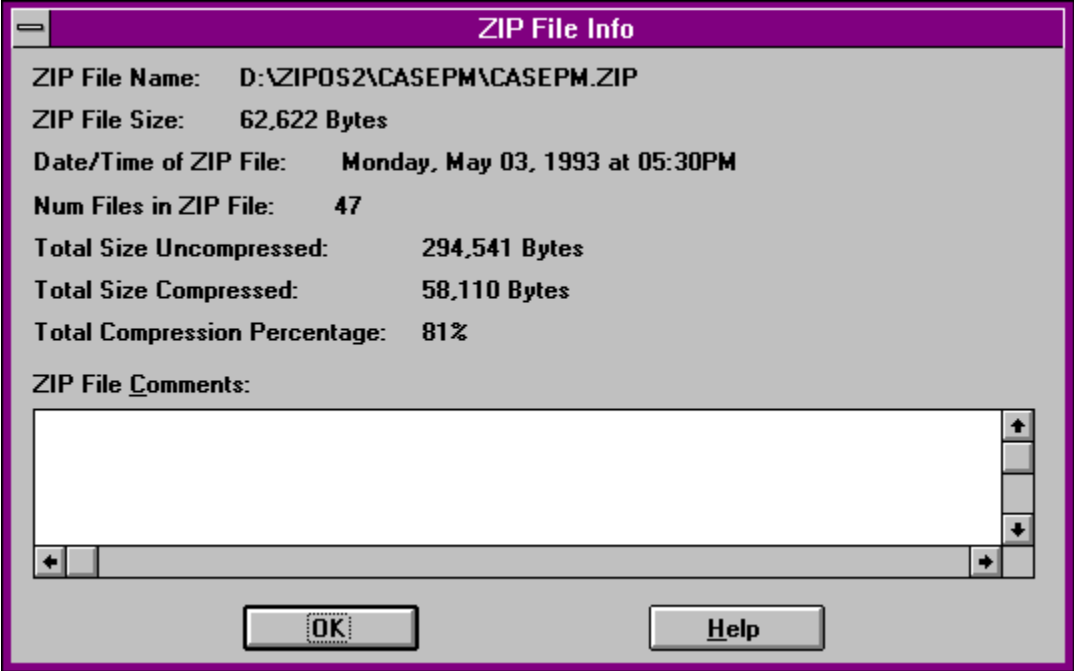 ZIP File Info
ZIP File Name: D:\ZIPOS2\CASEPM\CASEPM.ZIP
ZIP File Size: 62,622 Bytes
Date/Time of ZIP File: Monday, May 03, 1993 at 05:30PM
Num Files in ZIP File: 47
Total Size Uncompressed: 294,541 Bytes
Total Size Compressed: 58,110 Bytes
Total Compression Percentage: 81%
ZIP File Comments:
OK Help